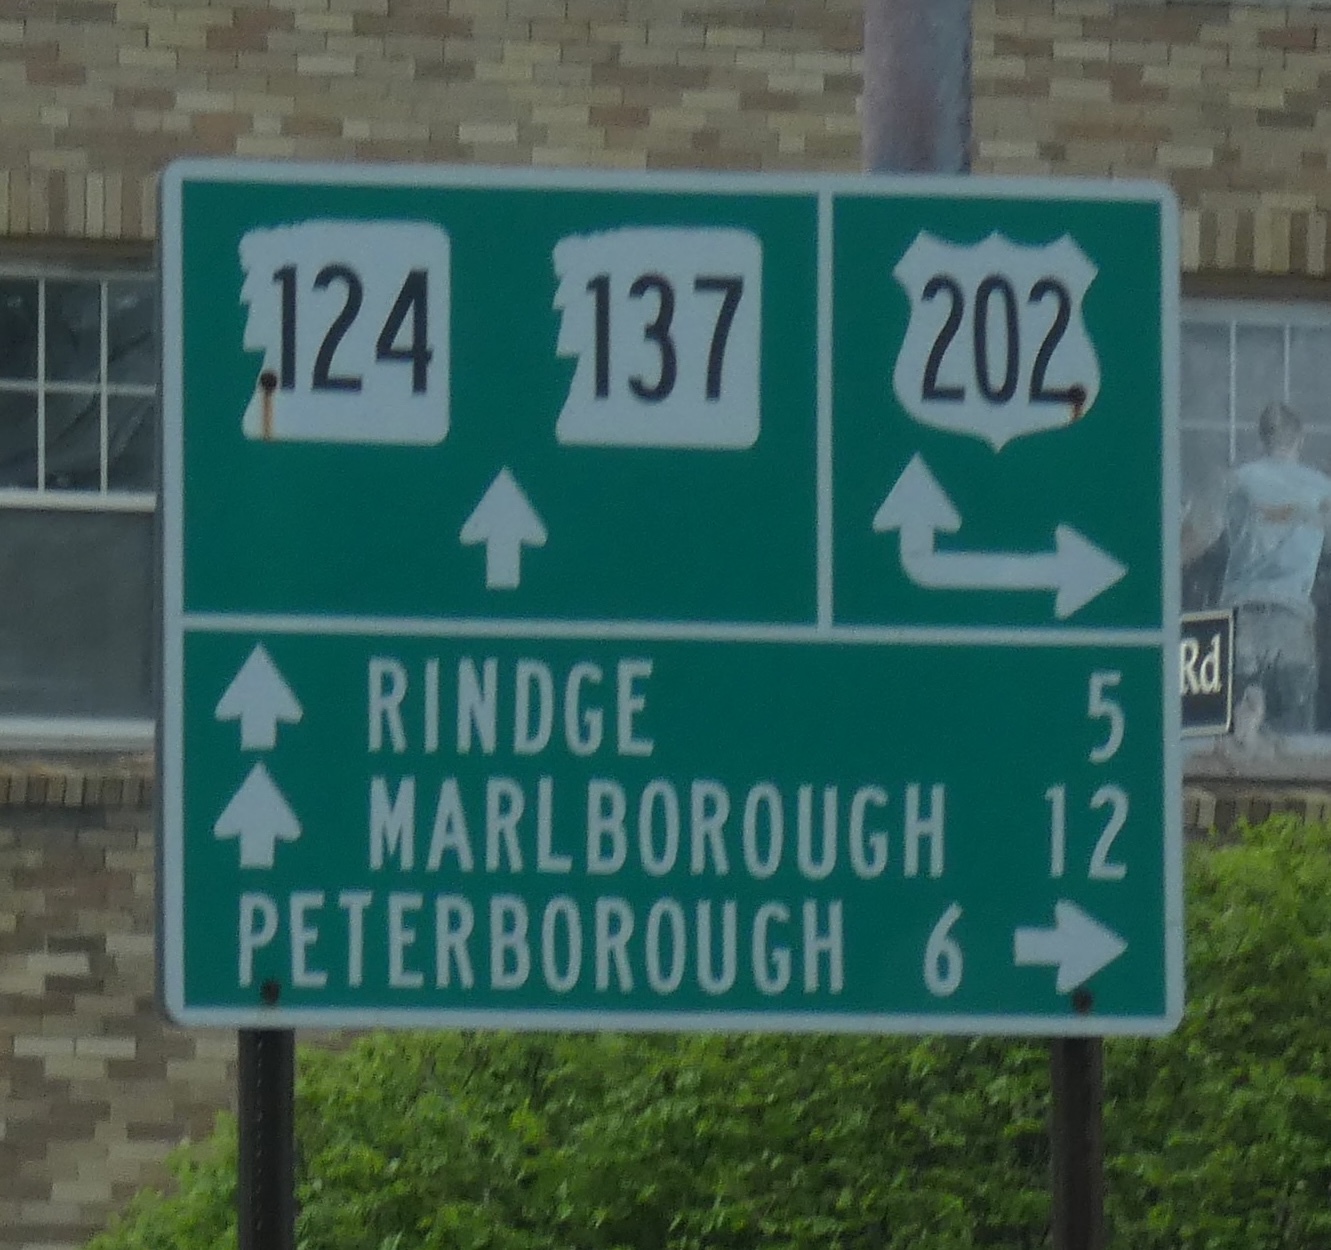 124 137 202
RINDGE 5
MARLBOROUGH 12
PETERBOROUGH 6
Rd